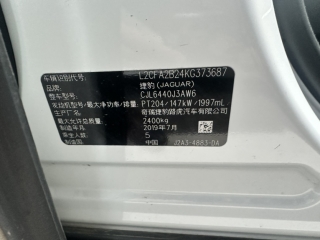 车辆识别代号 L2CFA2B24KG373687
品牌 捷豹 (JAGUAR)
整车型号 CJL6440J3AW6
发动机型号/最大净功率/排量 PT204/147kW/1997mL
生产厂名 奇瑞捷豹路虎汽车有限公司
最大允许总质量 2400kg
制造年月 2019年7月
乘坐人数 5
制造国 中国 J2A3-4863-DA